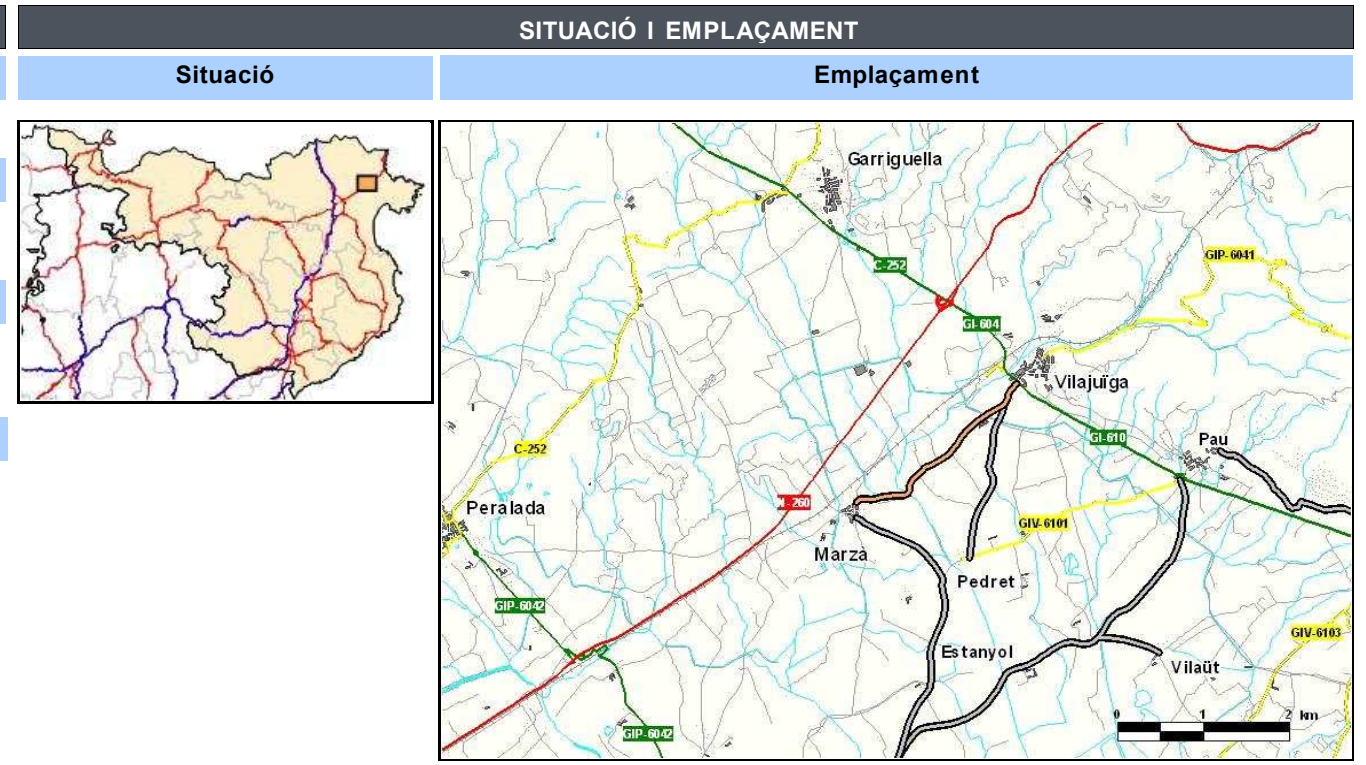 SITUACIÓ I EMPLAÇAMENT
Situació
Emplaçament
Garriguella
GIP-6041
C-252
GI-604
Vilajuïga
GI-610
Pau
C-252
N-260
Peralada
GIV-6101
Marzà
Pedret
GIP-6042
GIV-6103
Estanyol
Vilaüt
0 1 2 km
GIP-6042